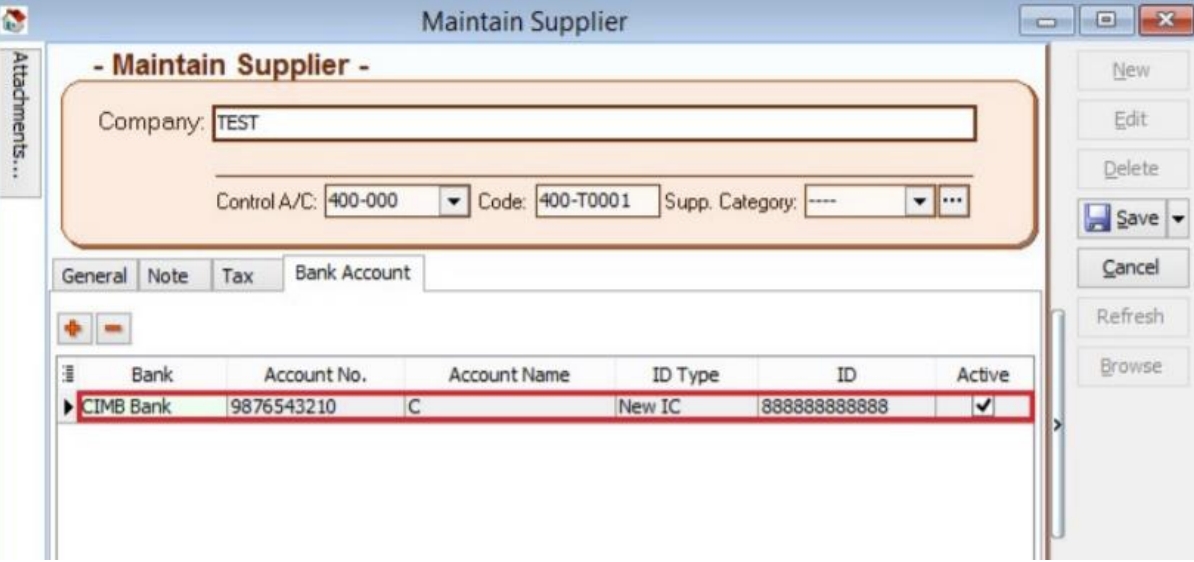 Maintain Supplier
Attachments...
- Maintain Supplier -
Company: TEST
Control A/C: 400-000 Code: 400-T0001 Supp. Category: ----
General Note Tax Bank Account
Bank Account No. Account Name ID Type ID Active
CIMB Bank 9876543210 C New IC 888888888888
New
Edit
Delete
Save
Cancel
Refresh
Browse